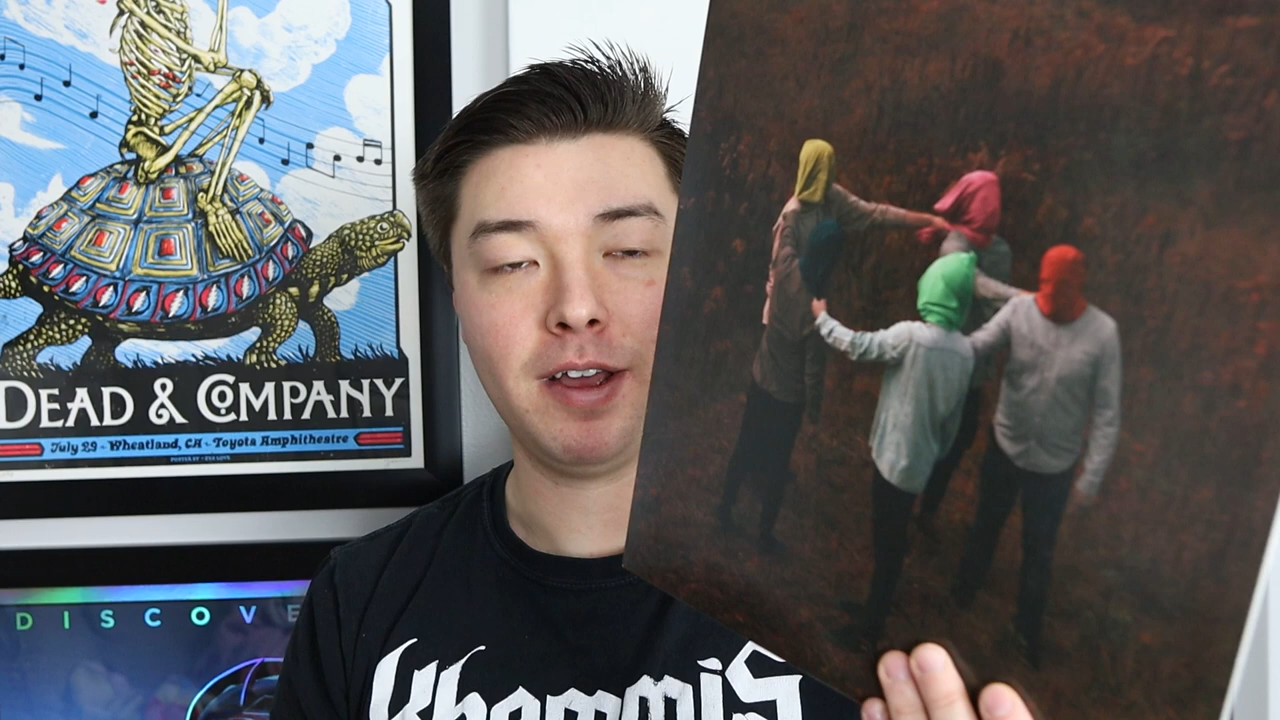 DEAD & COMPANY
July 29 - Wheatland, CA - Toyota Amphitheatre
DISCOVE
Khemmis